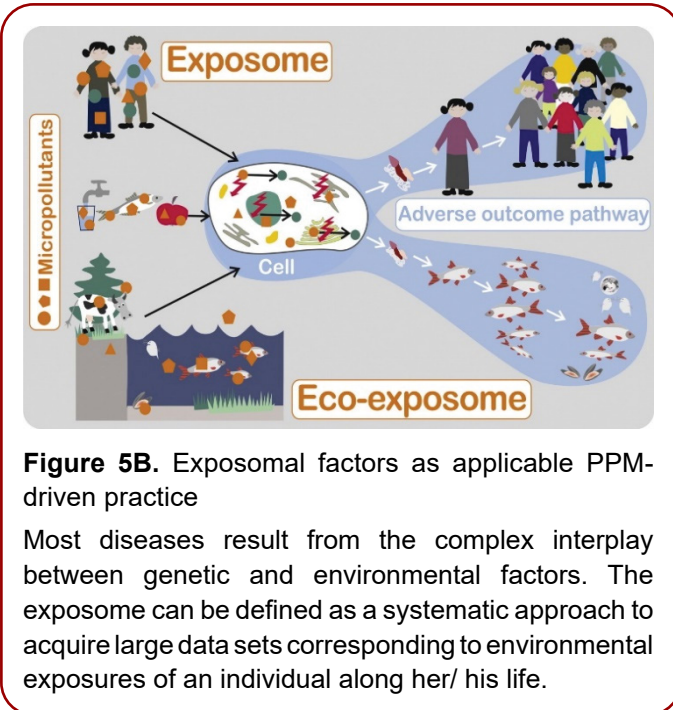 Exposome
Micropollutants
Cell
Adverse outcome pathway
Eco-exposome
Figure 5B. Exposomal factors as applicable PPM-
driven practice
Most diseases result from the complex interplay
between genetic and environmental factors. The
exposome can be defined as a systematic approach to
acquire large data sets corresponding to environmental
exposures of an individual along her/ his life.